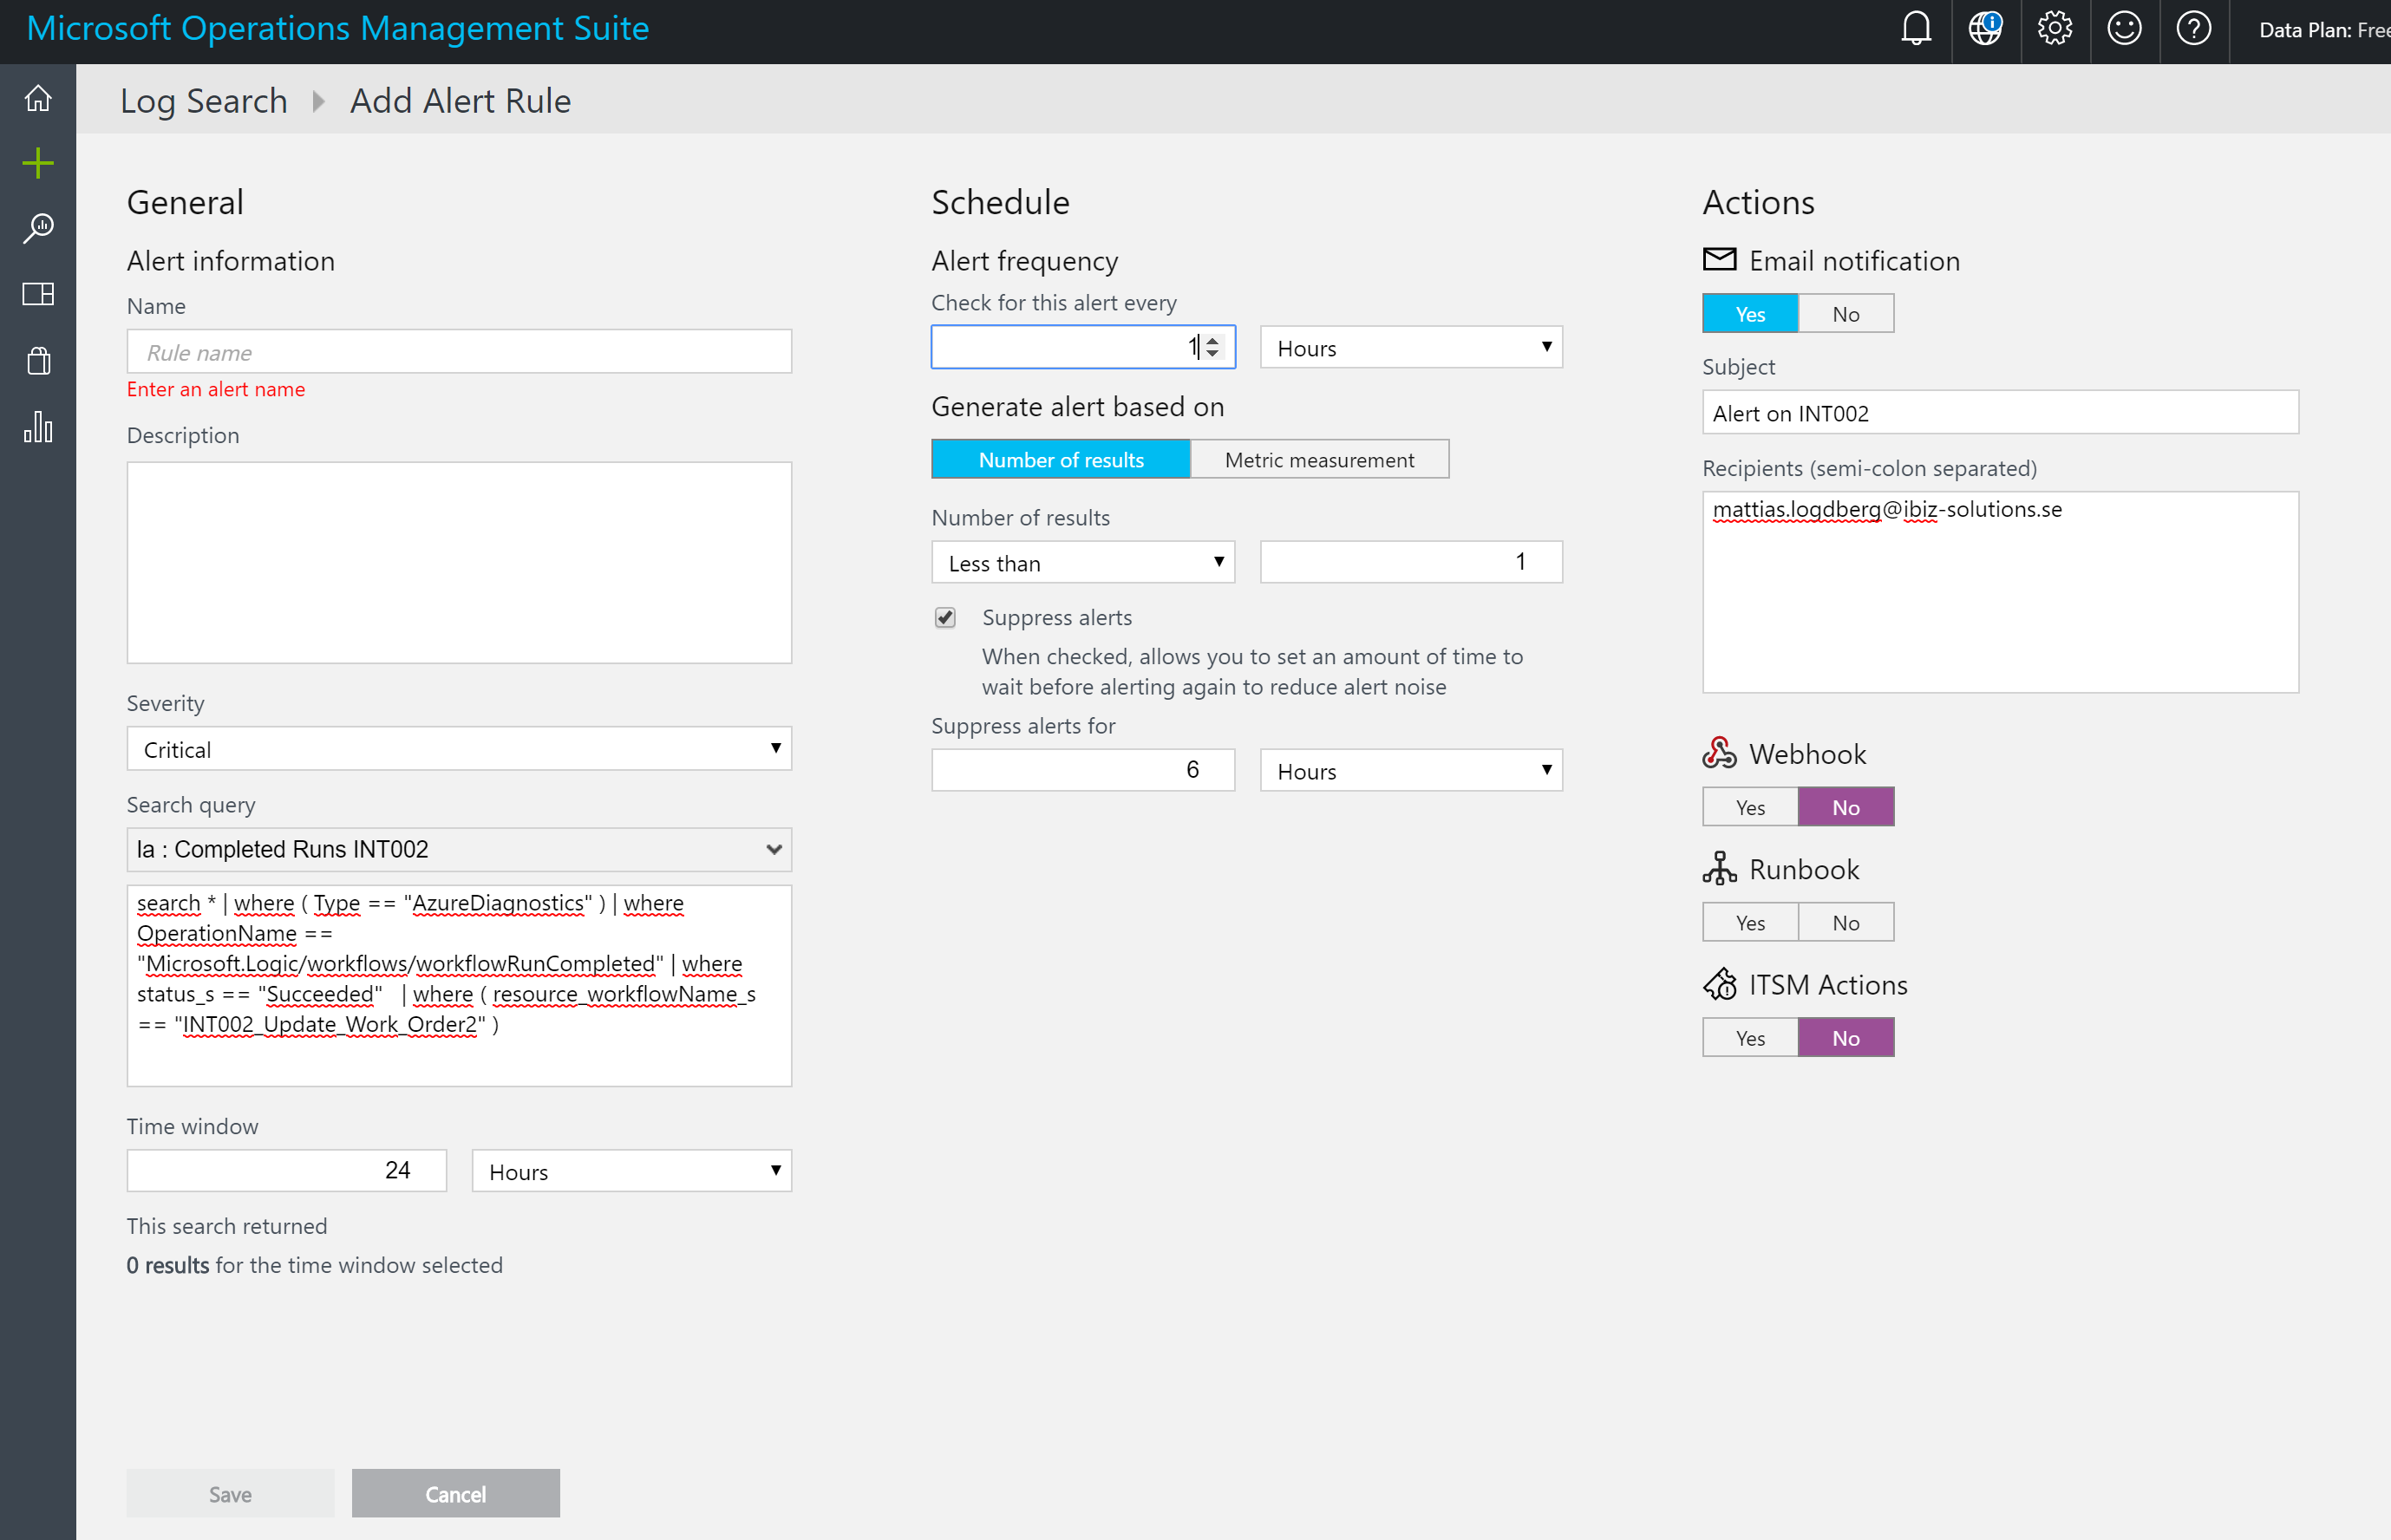 Microsoft Operations Management Suite
Data Plan: Free
Log Search Add Alert Rule
General
Alert information
Name
Rule name
Enter an alert name
Description
Severity
Critical
Search query
la : Completed Runs INT002
search * | where ( Type == "AzureDiagnostics" ) | where
OperationName ==
"Microsoft.Logic/workflows/workflowRunCompleted" | where
status_s == "Succeeded" | where ( resource_workflowName_s
== "INT002_Update_Work_Order2" )
Time window
24 Hours
This search returned
0 results for the time window selected
Save Cancel
Schedule
Alert frequency
Check for this alert every
1 Hours
Generate alert based on
Number of results Metric measurement
Number of results
Less than 1
Suppress alerts
When checked, allows you to set an amount of time to
wait before alerting again to reduce alert noise
Suppress alerts for
6 Hours
Actions
Email notification
Yes No
Subject
Alert on INT002
Recipients (semi-colon separated)
mattias.logdberg@ibiz-solutions.se
Webhook
Yes No
Runbook
Yes No
ITSM Actions
Yes No